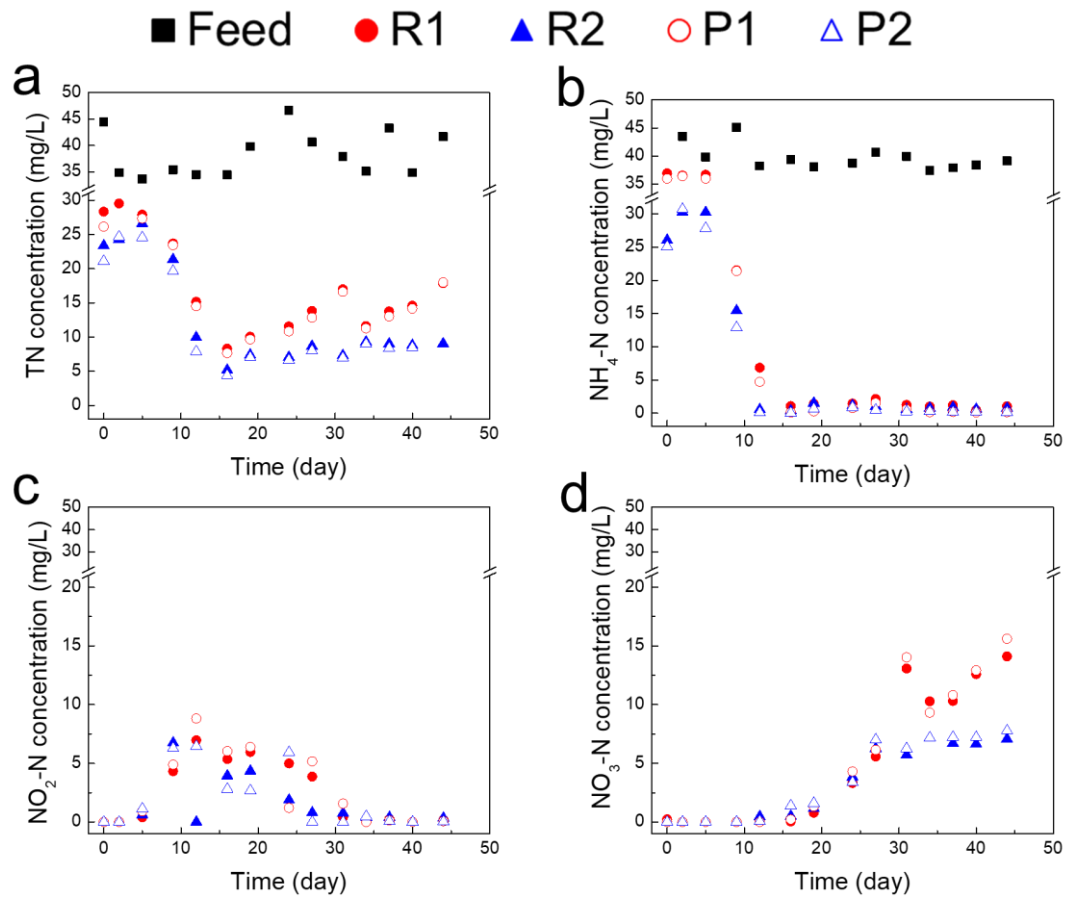 Feed R1 R2 P1 P2
a
TN concentration (mg/L)
50
45
40
35
30
25
20
15
10
5
0
0 10 20 30 40 50
Time (day)
b
NH₄-N concentration (mg/L)
50
45
40
35
30
25
20
15
10
5
0
0 10 20 30 40 50
Time (day)
c
NO₂-N concentration (mg/L)
50
40
30
20
15
10
5
0
0 10 20 30 40 50
Time (day)
d
NO₃-N concentration (mg/L)
50
40
30
20
15
10
5
0
0 10 20 30 40 50
Time (day)